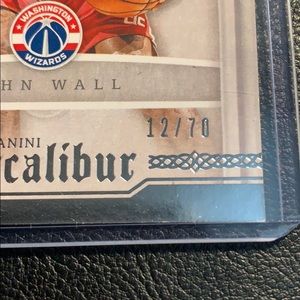 WASHINGTON
WIZARDS
HN WALL
12/70
ANINI
calibur